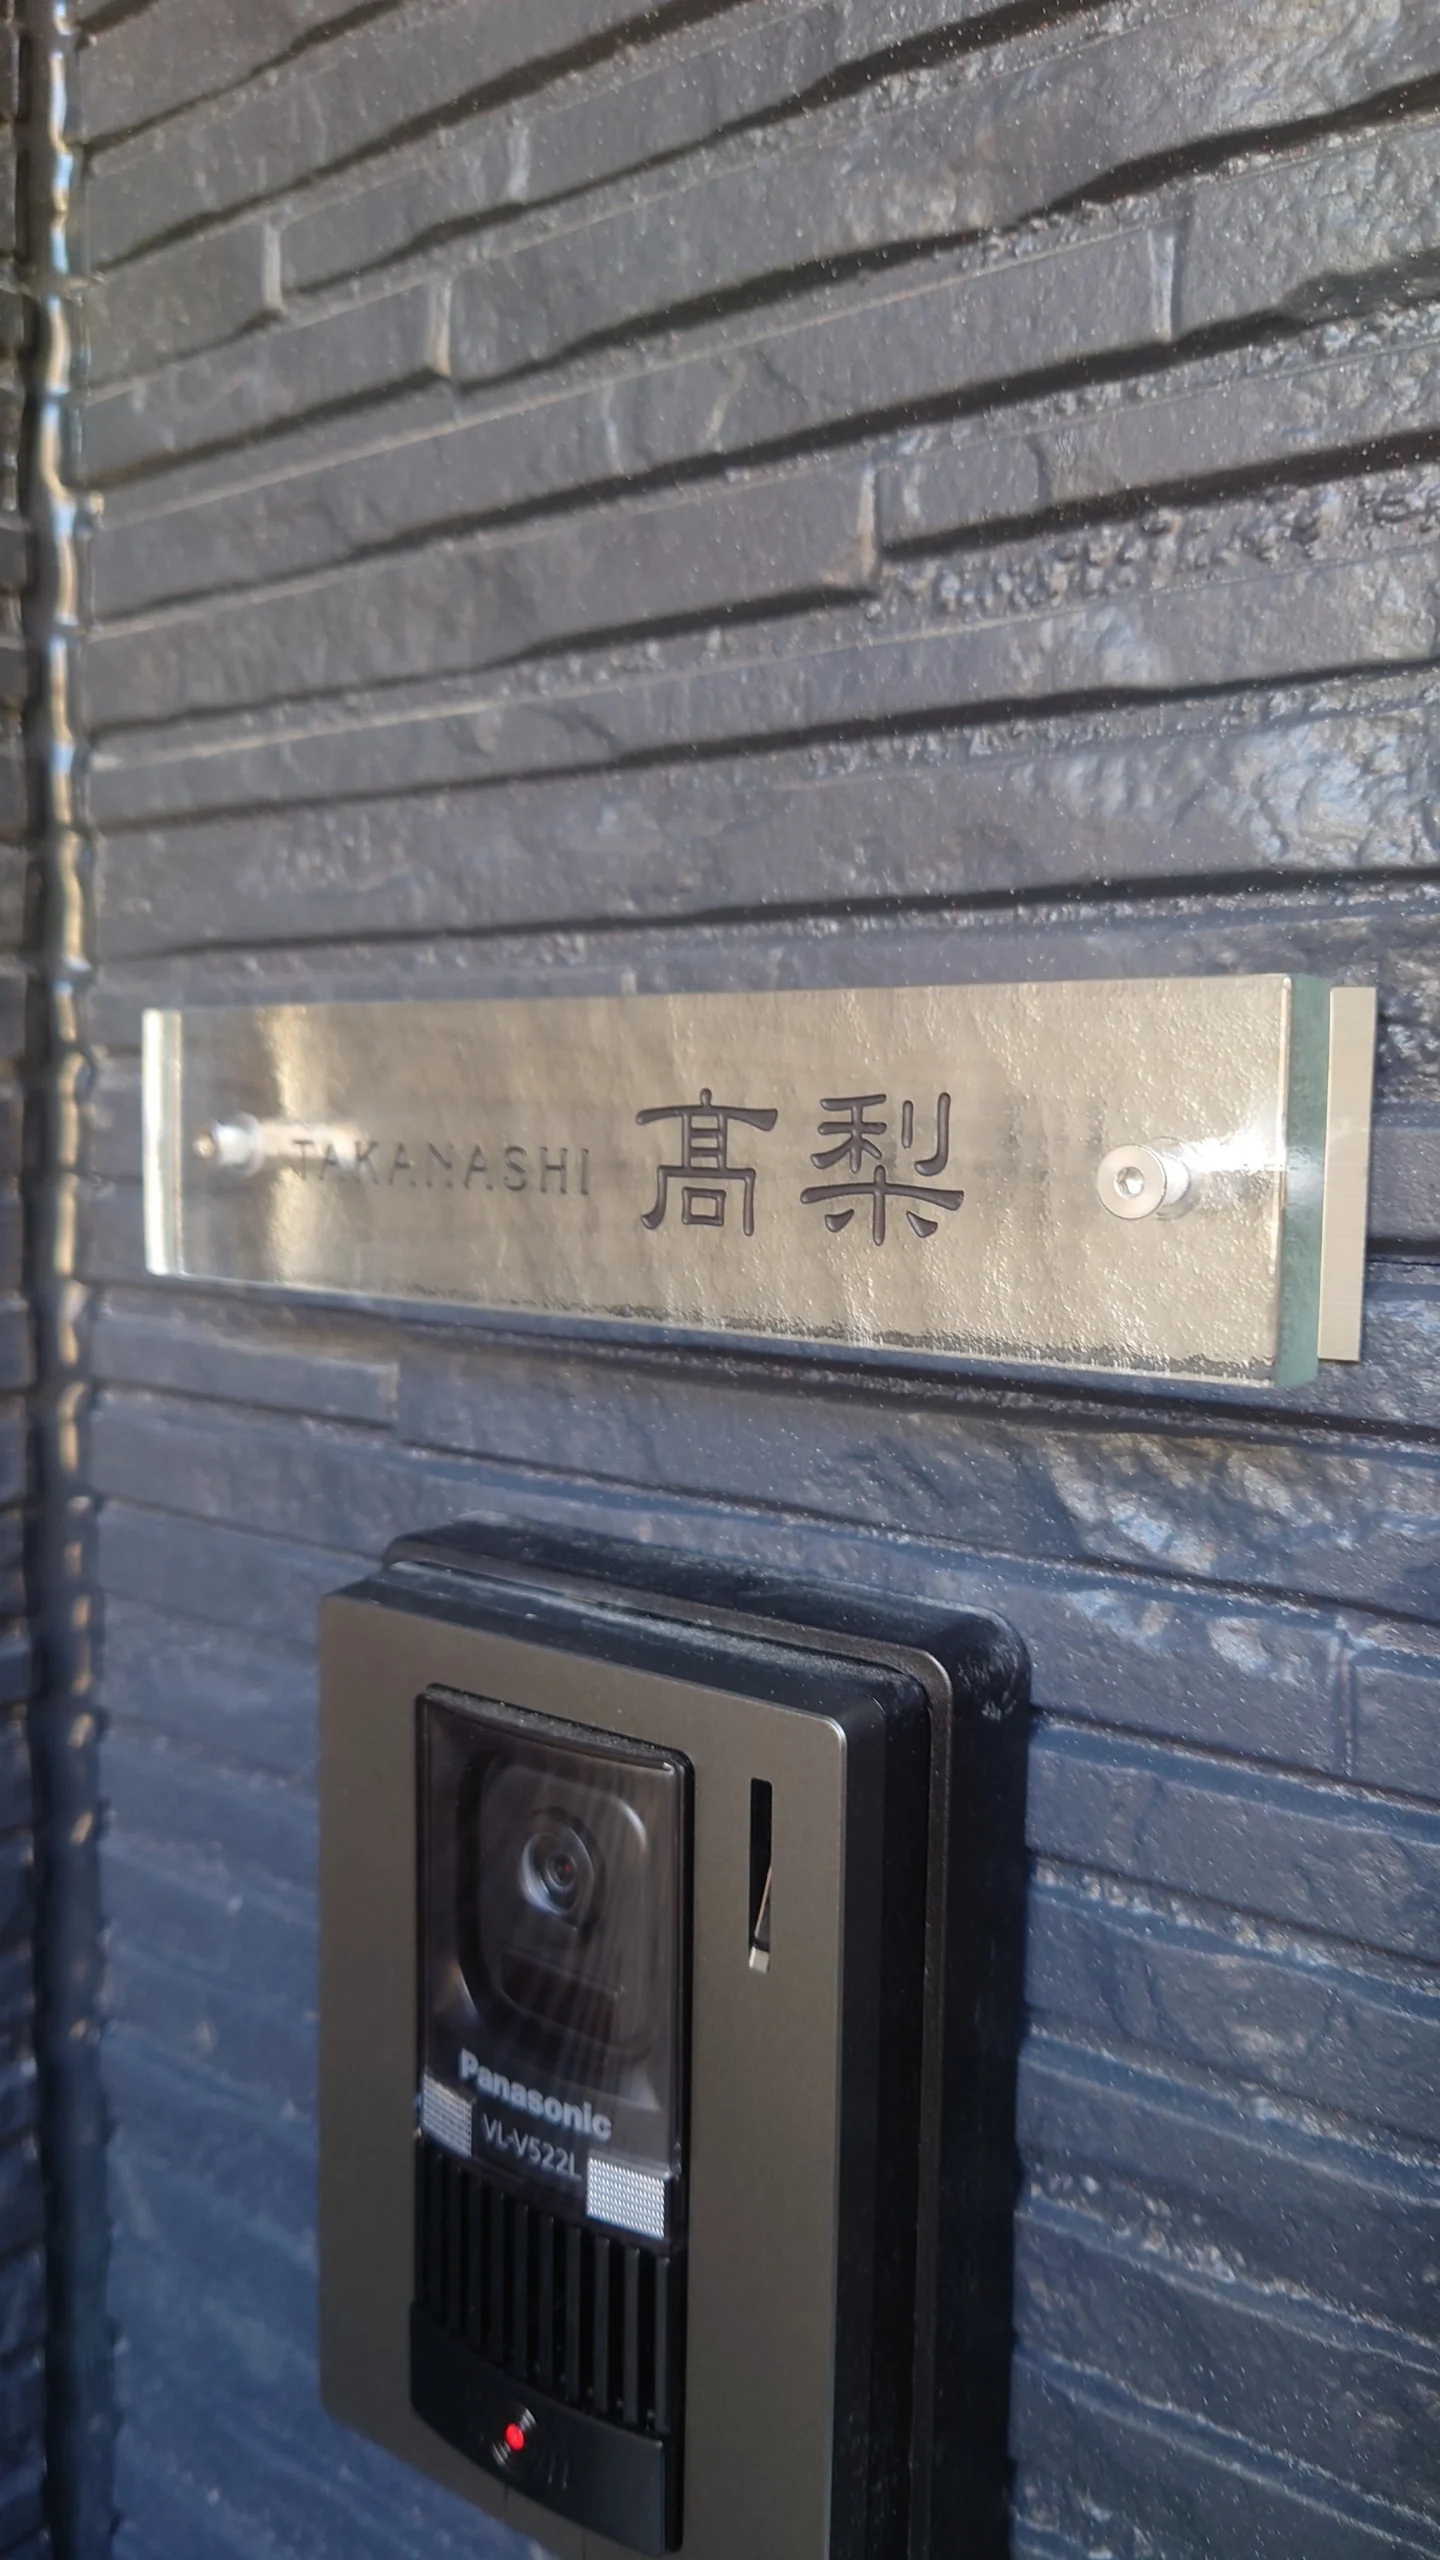 TAKANASHI 髙梨
Panasonic
VL-V522L